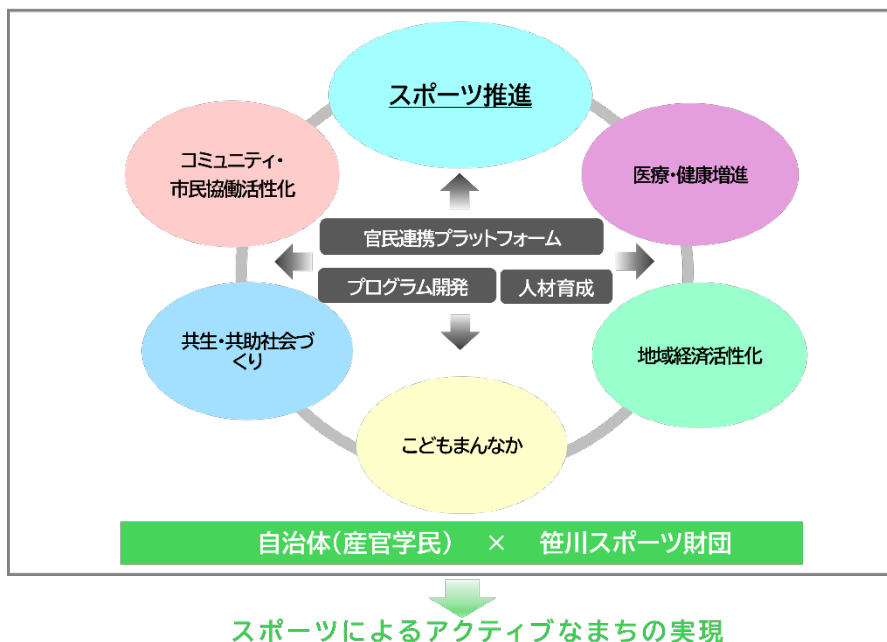 スポーツ推進
コミュニティ・
市民協働活性化
医療・健康増進
官民連携プラットフォーム
プログラム開発
人材育成
共生・共助社会づ
くり
地域経済活性化
こどもまんなか
自治体（産官学民） × 笹川スポーツ財団
スポーツによるアクティブなまちの実現